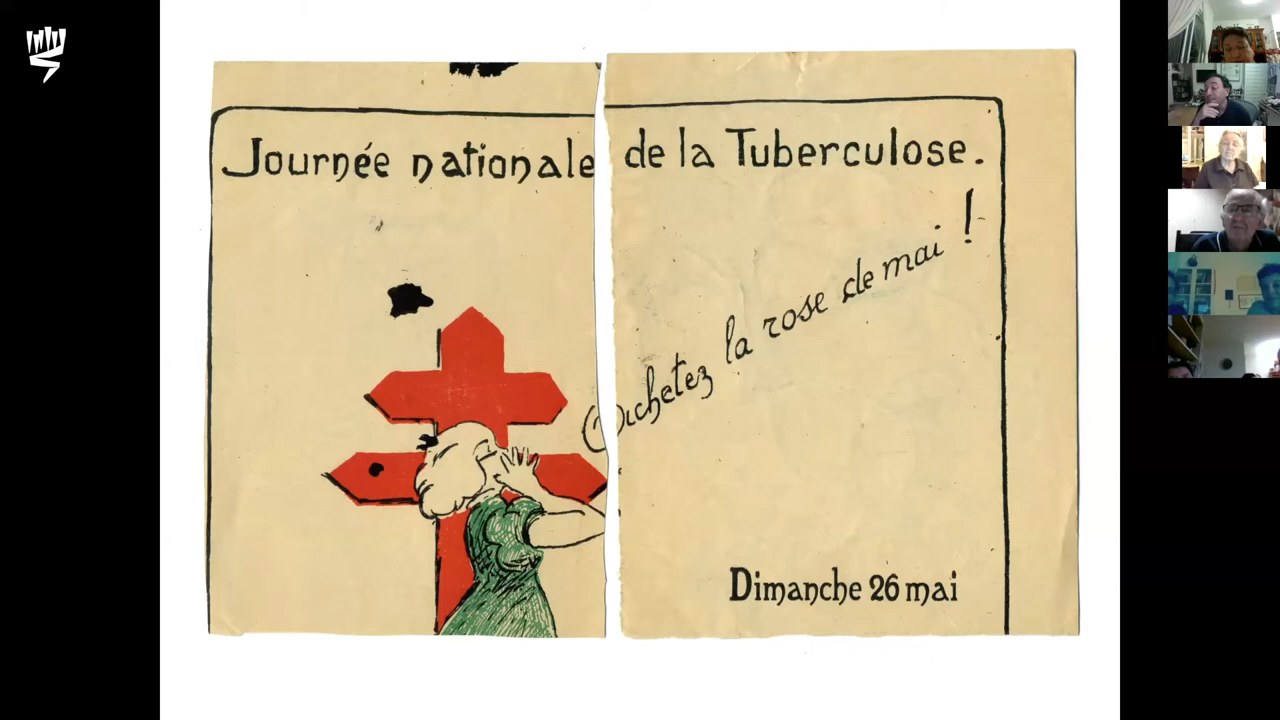 Journée nationale de la Tuberculose.
Achetez la rose de mai !
Dimanche 26 mai